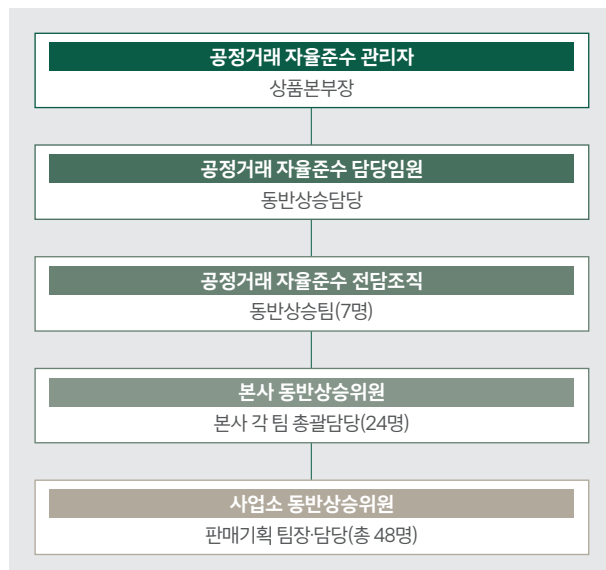 공정거래 자율준수 관리자
상품본부장
공정거래 자율준수 담당임원
동반상승담당
공정거래 자율준수 전담조직
동반상승팀(7명)
본사 동반상승위원
본사 각 팀 총괄담당(24명)
사업소 동반상승위원
판매기획 팀장·담당(총 48명)